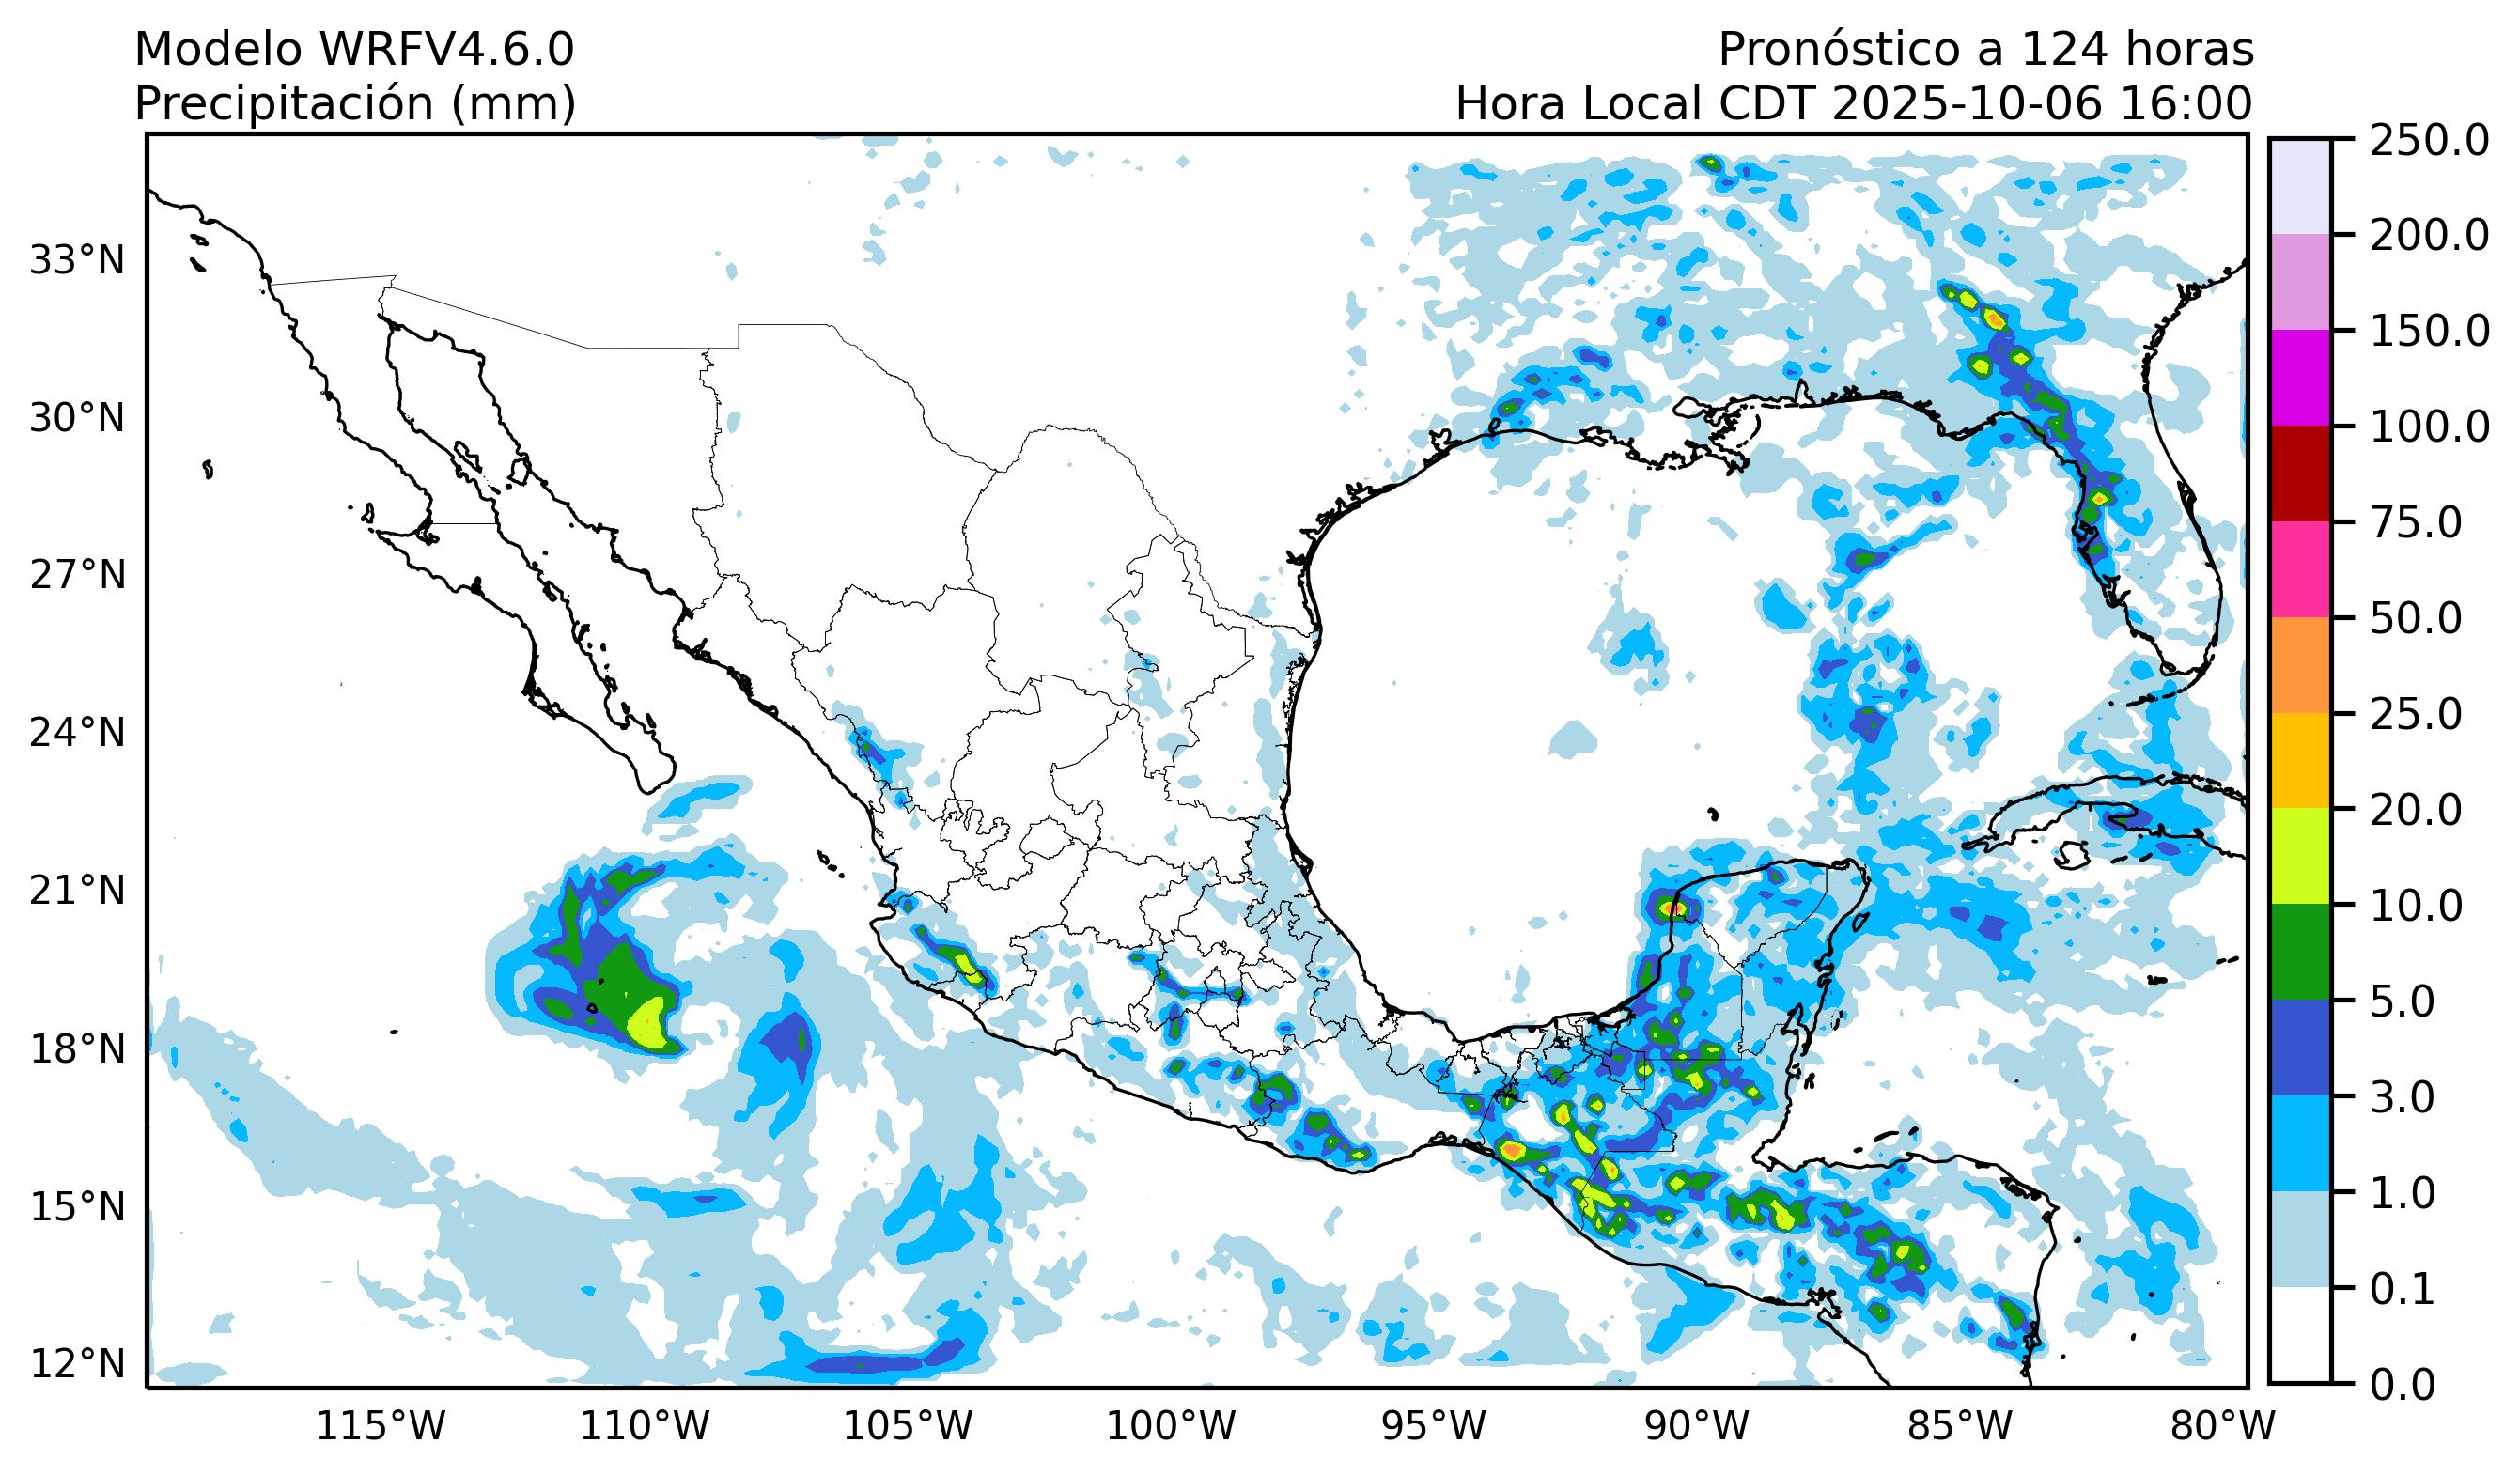 Modelo WRFV4.6.0
Precipitación (mm)
Pronóstico a 124 horas
Hora Local CDT 2025-10-06 16:00
33°N
30°N
27°N
24°N
21°N
18°N
15°N
12°N
115°W
110°W
105°W
100°W
95°W
90°W
85°W
80°W
250.0
200.0
150.0
100.0
75.0
50.0
25.0
20.0
10.0
5.0
3.0
1.0
0.1
0.0